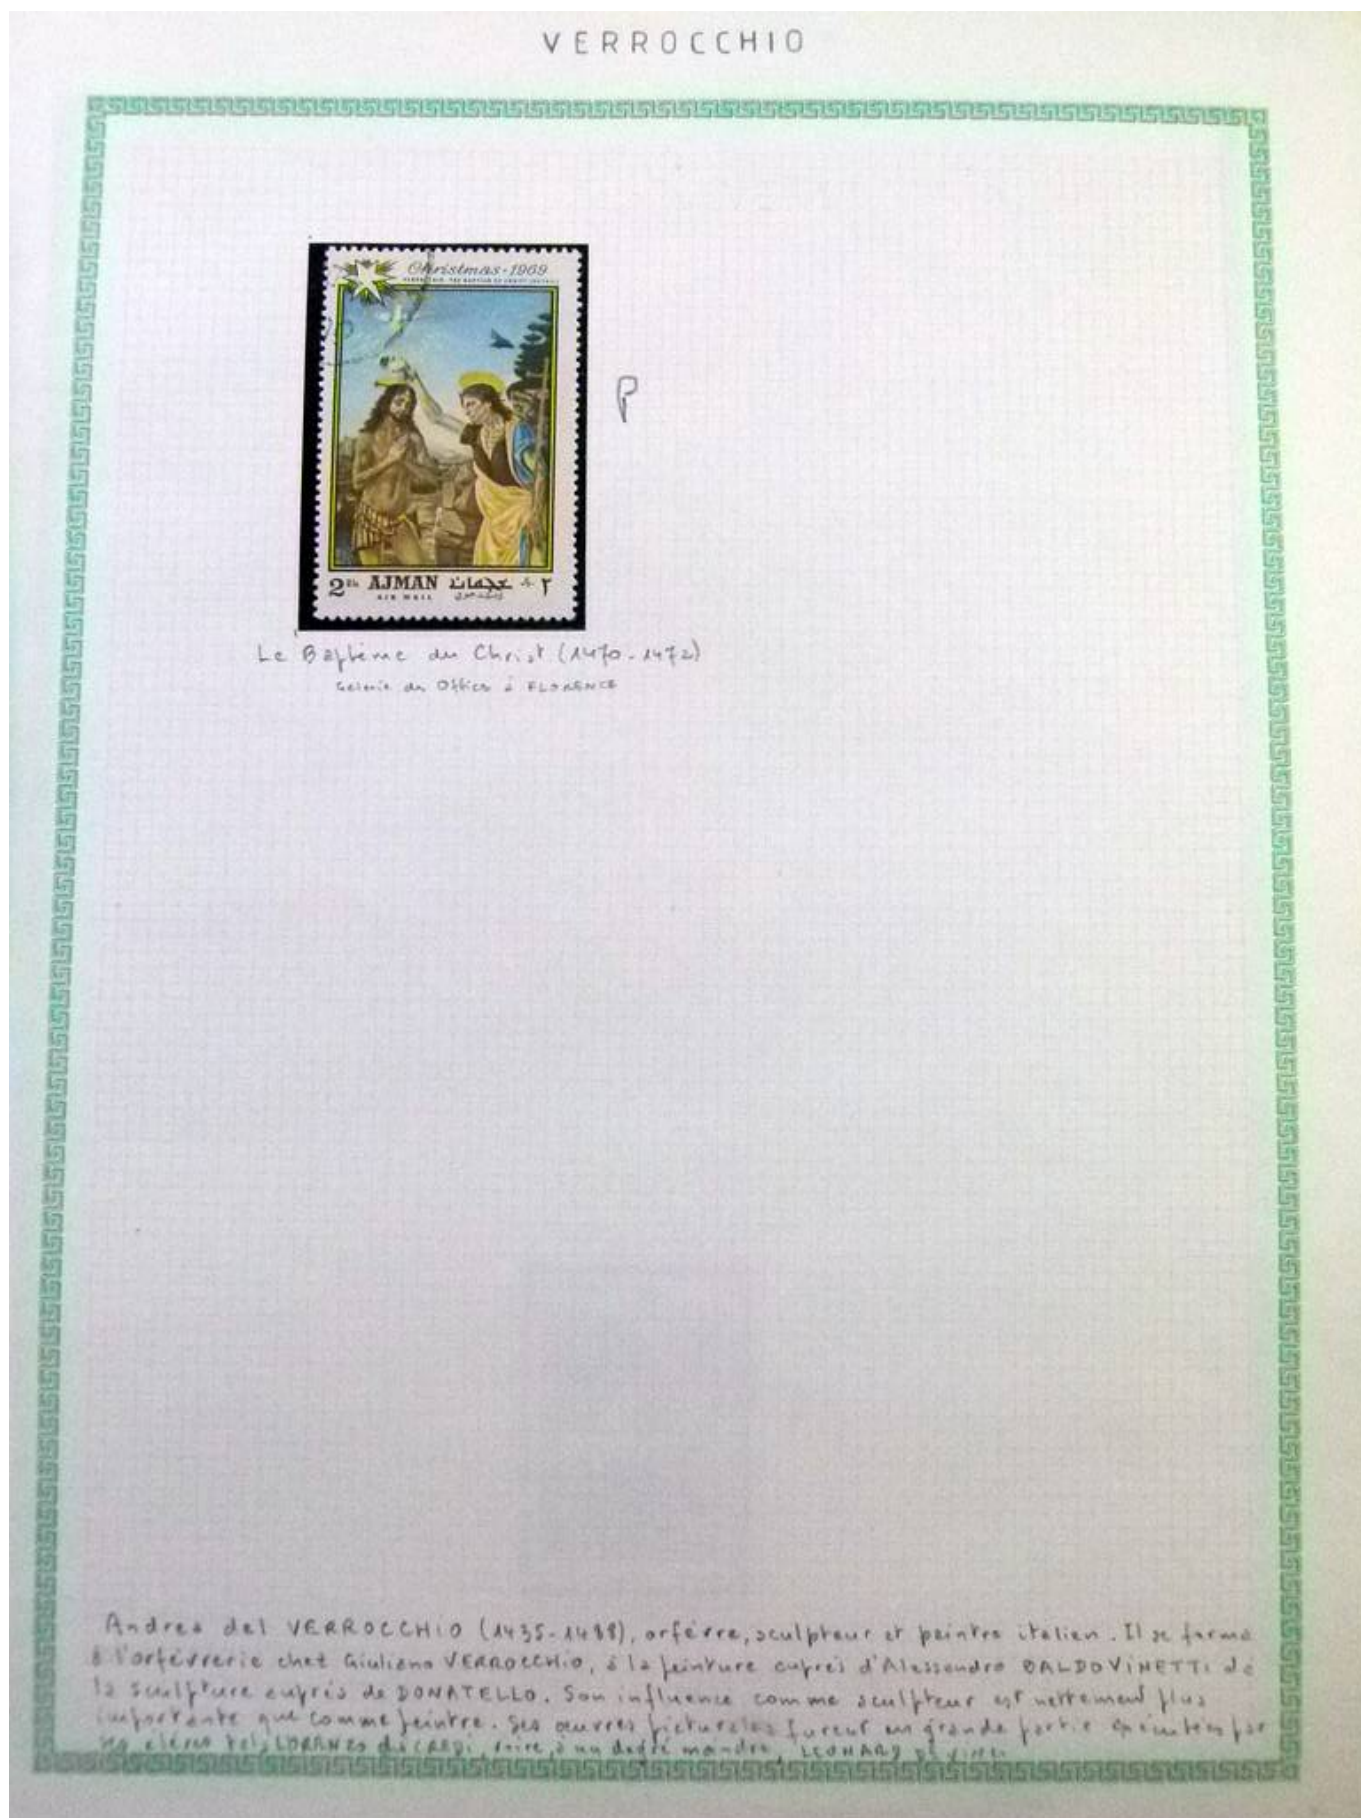 VERROCCHIO
Christmas · 1969
2 AJMAN عجمان ٢
AIR MAIL
P
Le Baptême du Christ (1470-1472)
Galerie des Offices à FLORENCE
Andrea del VERROCCHIO (1435-1488), orfèvre, sculpteur et peintre italien. Il se forma
à l'orfèvrerie chez Giuliano VERROCCHIO, à la peinture auprès d'Alessandro BALDOVINETTI de
la sculpture auprès de DONATELLO. Son influence comme sculpteur est nettement plus
importante que comme peintre. Ses œuvres picturales furent en grande partie exécutées par
ses élèves tels LORENZO di CREDI, voire, à un degré moindre, LEONARD de VINCI.